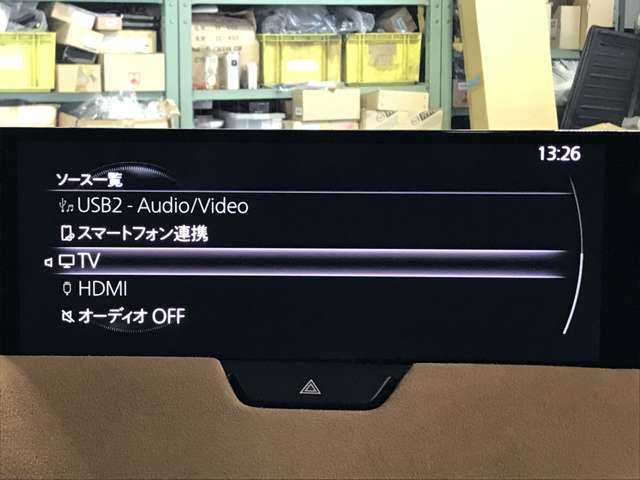 13:26
ソース一覧
USB2 - Audio/Video
スマートフォン連携
TV
HDMI
オーディオ OFF